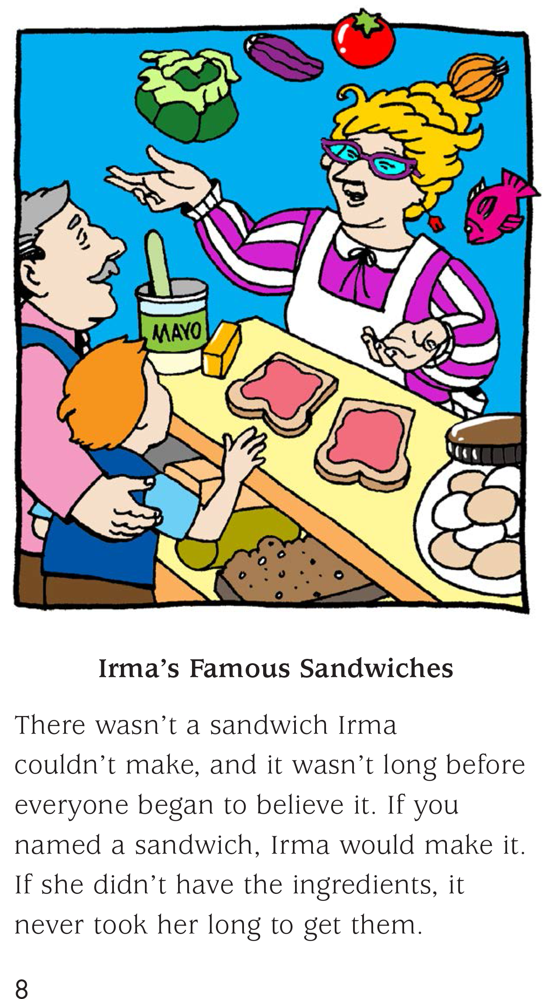 MAYO
Irma’s Famous Sandwiches
There wasn’t a sandwich Irma
couldn’t make, and it wasn’t long before
everyone began to believe it. If you
named a sandwich, Irma would make it.
If she didn’t have the ingredients, it
never took her long to get them.
8